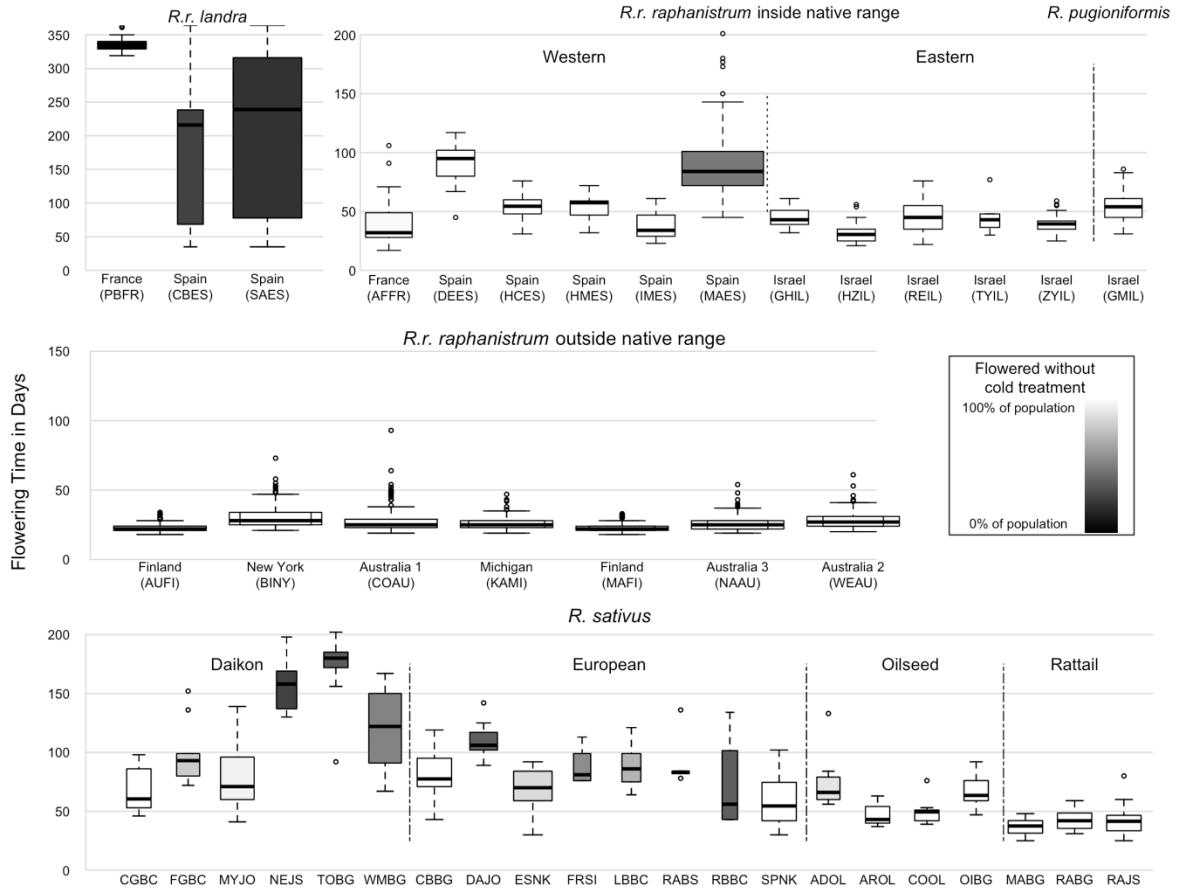 R.r. landra
R.r. raphanistrum inside native range
R. pugioniformis
Western
Eastern
350
300
250
200
150
100
50
0
200
150
100
50
0
France
(PBFR)
Spain
(CBES)
Spain
(SAES)
France
(AFFR)
Spain
(DEES)
Spain
(HCES)
Spain
(HMES)
Spain
(IMES)
Spain
(MAES)
Israel
(GHIL)
Israel
(HZIL)
Israel
(REIL)
Israel
(TYIL)
Israel
(ZYIL)
Israel
(GMIL)
Flowering Time in Days
R.r. raphanistrum outside native range
150
100
50
0
Finland
(AUFI)
New York
(BINY)
Australia 1
(COAU)
Michigan
(KAMI)
Finland
(MAFI)
Australia 3
(NAAU)
Australia 2
(WEAU)
Flowered without
cold treatment
100% of population
0% of population
R. sativus
Daikon
European
Oilseed
Rattail
200
150
100
50
0
CGBC FGBC MYJO NEJS TOBG WMBG CBBG DAJO ESNK FRSI LBBC RABS RBBC SPNK ADOL AROL COOL OIBG MABG RABG RAJS